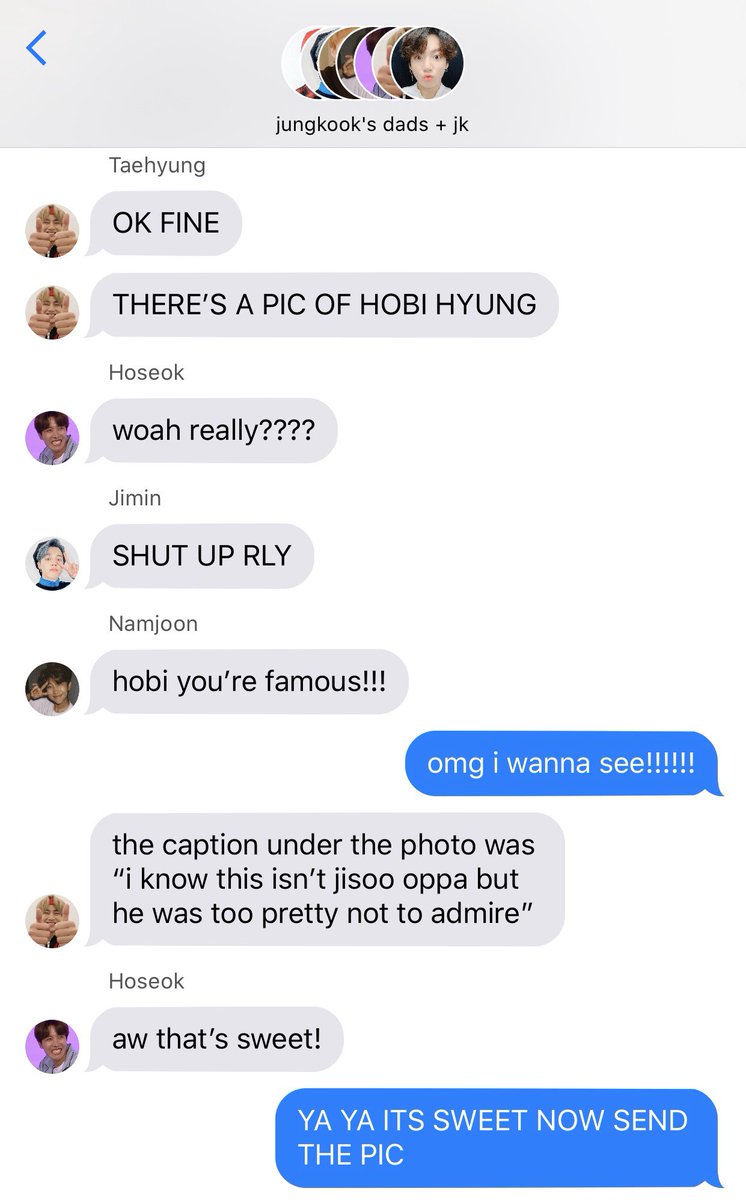 jungkook's dads + jk
Taehyung
OK FINE
THERE’S A PIC OF HOBI HYUNG
Hoseok
woah really????
Jimin
SHUT UP RLY
Namjoon
hobi you’re famous!!!
omg i wanna see!!!!!!
the caption under the photo was
“i know this isn’t jisoo oppa but
he was too pretty not to admire”
Hoseok
aw that’s sweet!
YA YA ITS SWEET NOW SEND
THE PIC